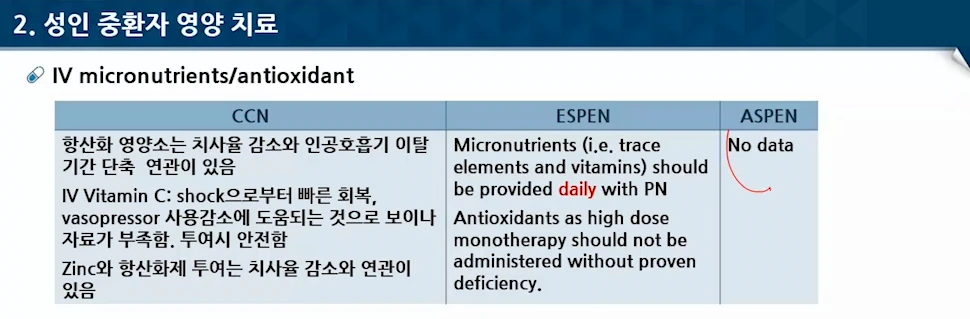 2. 성인 중환자 영양 치료
IV micronutrients/antioxidant
CCN
ESPEN
ASPEN
항산화 영양소는 치사율 감소와 인공호흡기 이탈
기간 단축 연관이 있음
IV Vitamin C: shock으로부터 빠른 회복,
vasopressor 사용감소에 도움되는 것으로 보이나
자료가 부족함. 투여시 안전함
Zinc와 항산화제 투여는 치사율 감소와 연관이
있음
Micronutrients (i.e. trace
elements and vitamins) should
be provided daily with PN
Antioxidants as high dose
monotherapy should not be
administered without proven
deficiency.
No data